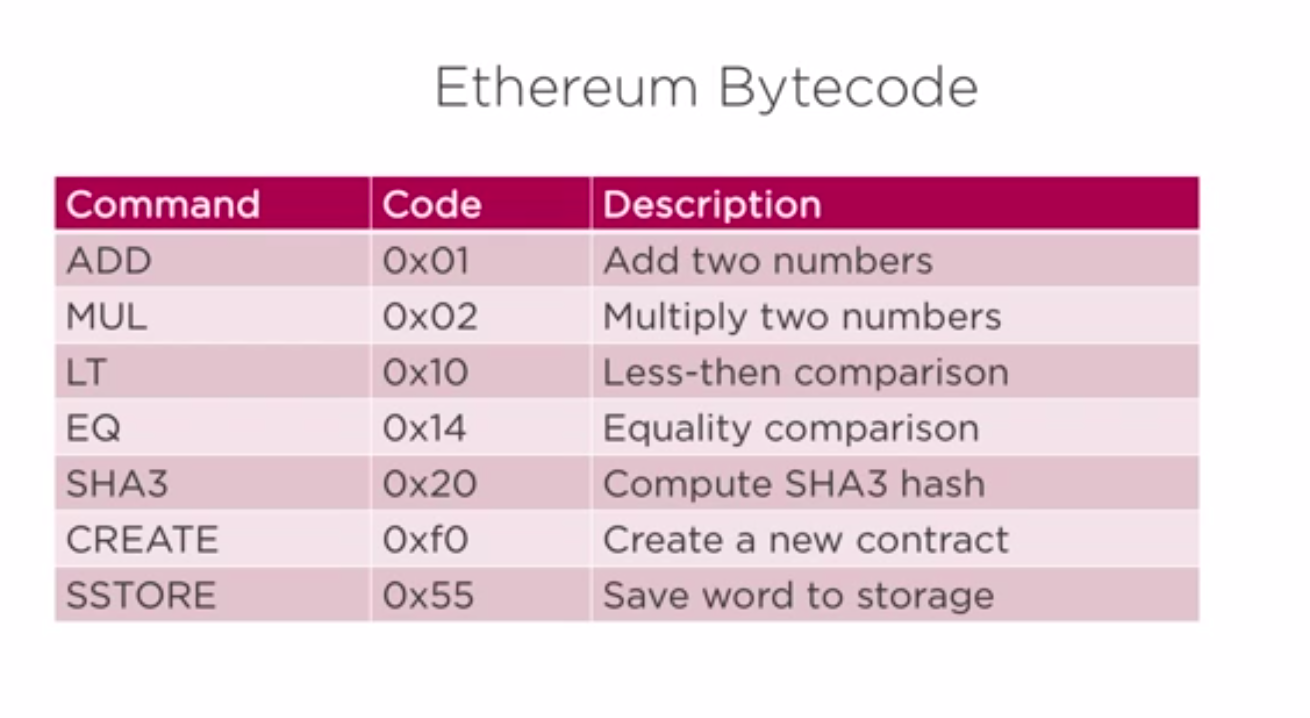 Ethereum Bytecode
Command Code Description
ADD 0x01 Add two numbers
MUL 0x02 Multiply two numbers
LT 0x10 Less-then comparison
EQ 0x14 Equality comparison
SHA3 0x20 Compute SHA3 hash
CREATE 0xf0 Create a new contract
SSTORE 0x55 Save word to storage